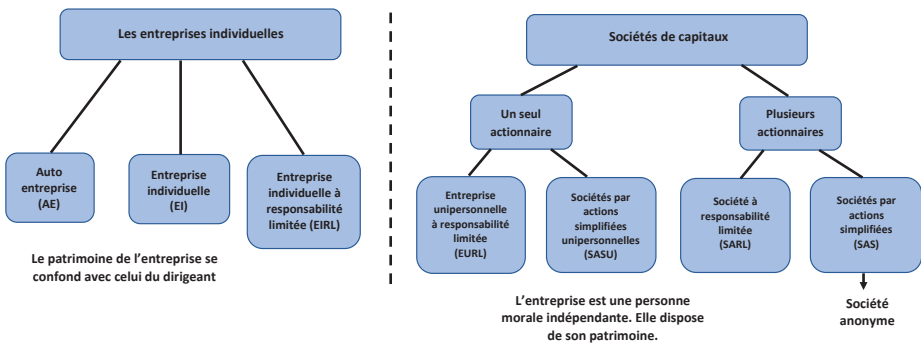 Les entreprises individuelles
Auto
entreprise
(AE)
Entreprise
individuelle
(EI)
Entreprise
individuelle à
responsabilité
limitée (EIRL)
Le patrimoine de l'entreprise se
confond avec celui du dirigeant
Sociétés de capitaux
Un seul
actionnaire
Plusieurs
actionnaires
Entreprise
unipersonnelle
à responsabilité
limitée
(EURL)
Sociétés par
actions
simplifiées
unipersonnelles
(SASU)
Société à
responsabilité
limitée
(SARL)
Sociétés par
actions
simplifiées
(SAS)
L'entreprise est une personne
morale indépendante. Elle dispose
de son patrimoine.
Société
anonyme